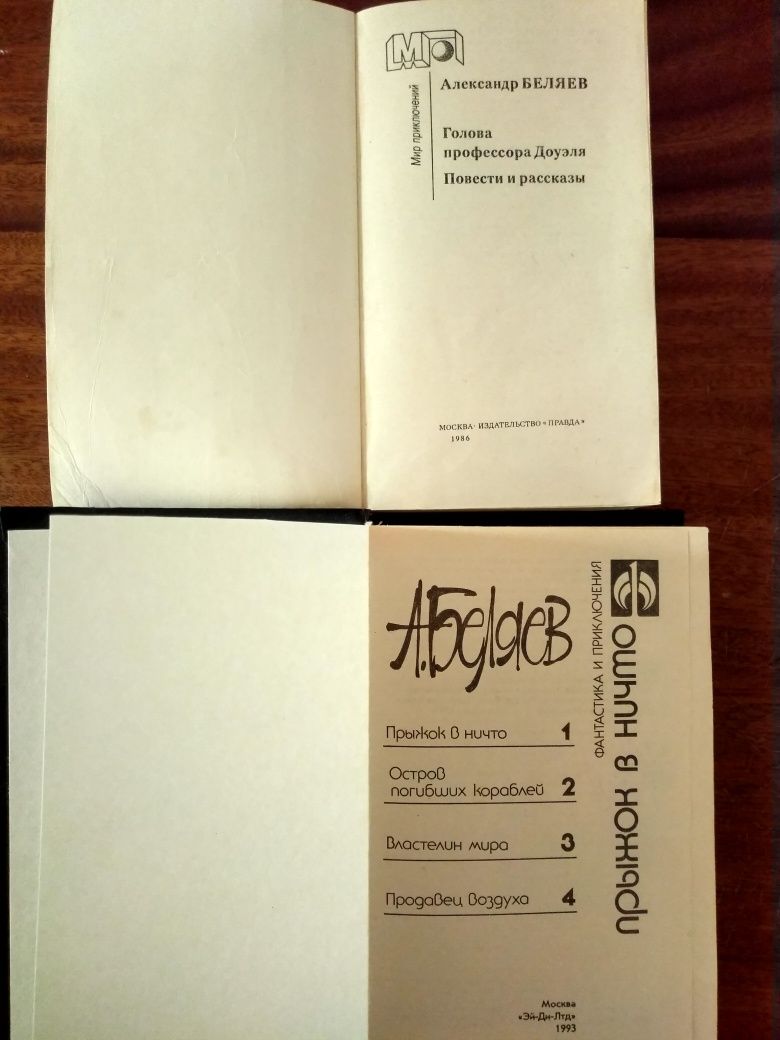 МП
Мир приключений
Александр БЕЛЯЕВ
Голова
профессора Доуэля
Повести и рассказы
МОСКВА· ИЗДАТЕЛЬСТВО «ПРАВДА»
1986
А.Беляев
Прыжок в ничто 1
Остров
погибших кораблей 2
Властелин мира 3
Продавец воздуха 4
ФАНТАСТИКА И ПРИКЛЮЧЕНИЯ
ПРЫЖОК В НИЧТО
Москва
«Эй-Ди-Лтд»
1993